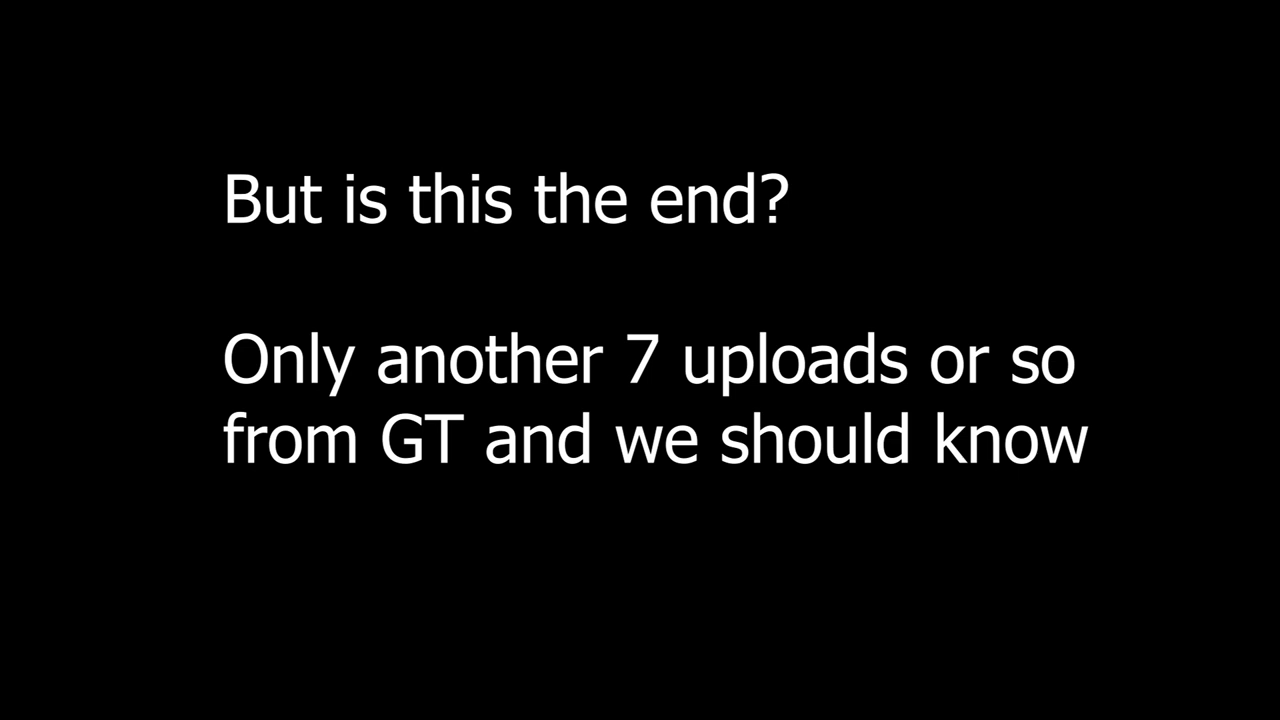 But is this the end?
Only another 7 uploads or so
from GT and we should know